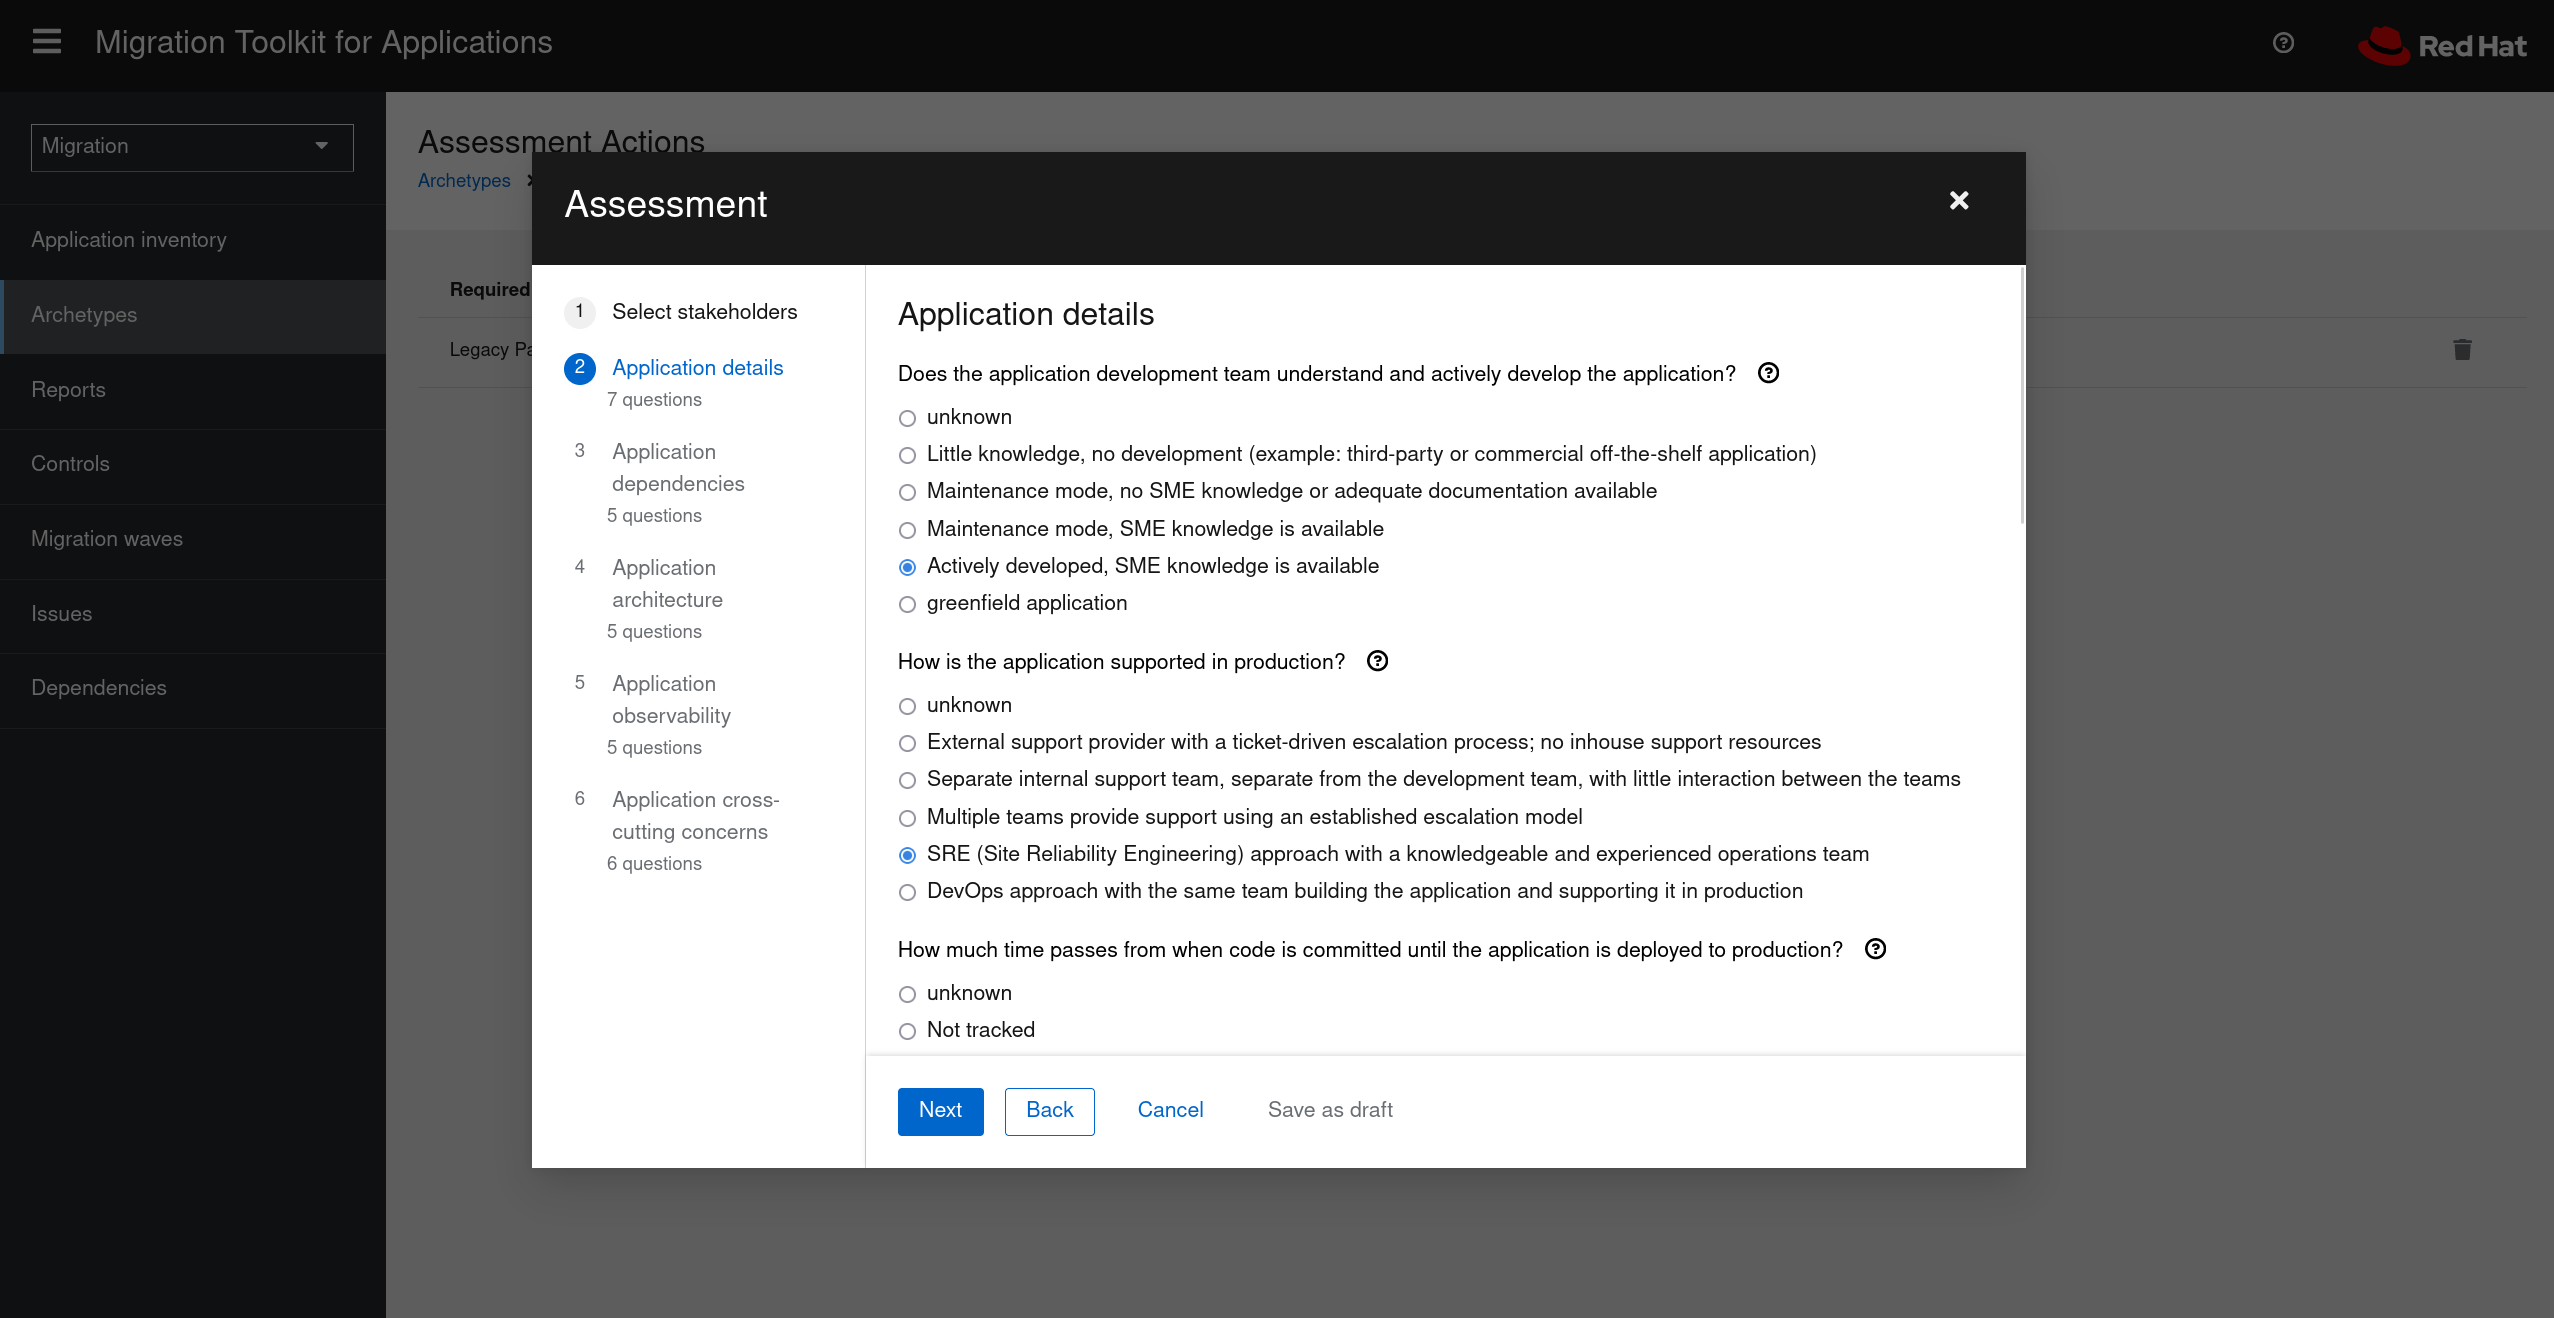 Migration Toolkit for Applications
Red Hat
Migration
Application inventory
Archetypes
Reports
Controls
Migration waves
Issues
Dependencies
Assessment Actions
Archetypes
Required
Legacy
Assessment
1 Select stakeholders
2 Application details
7 questions
3 Application
dependencies
5 questions
4 Application
architecture
5 questions
5 Application
observability
5 questions
6 Application cross-
cutting concerns
6 questions
Application details
Does the application development team understand and actively develop the application?
unknown
Little knowledge, no development (example: third-party or commercial off-the-shelf application)
Maintenance mode, no SME knowledge or adequate documentation available
Maintenance mode, SME knowledge is available
Actively developed, SME knowledge is available
greenfield application
How is the application supported in production?
unknown
External support provider with a ticket-driven escalation process; no inhouse support resources
Separate internal support team, separate from the development team, with little interaction between the teams
Multiple teams provide support using an established escalation model
SRE (Site Reliability Engineering) approach with a knowledgeable and experienced operations team
DevOps approach with the same team building the application and supporting it in production
How much time passes from when code is committed until the application is deployed to production?
unknown
Not tracked
Next Back Cancel Save as draft